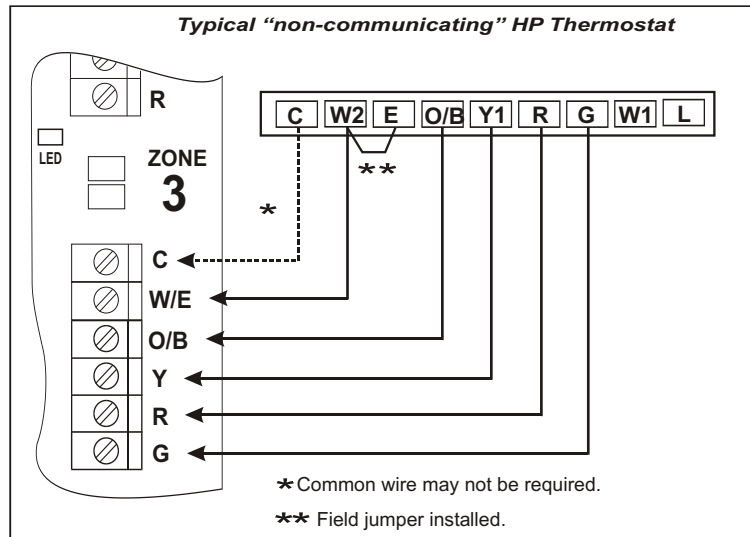 Typical “non-communicating” HP Thermostat
R
LED
ZONE
3
C W2 E O/B Y1 R G W1 L
**
*
C
W/E
O/B
Y
R
G
* Common wire may not be required.
** Field jumper installed.